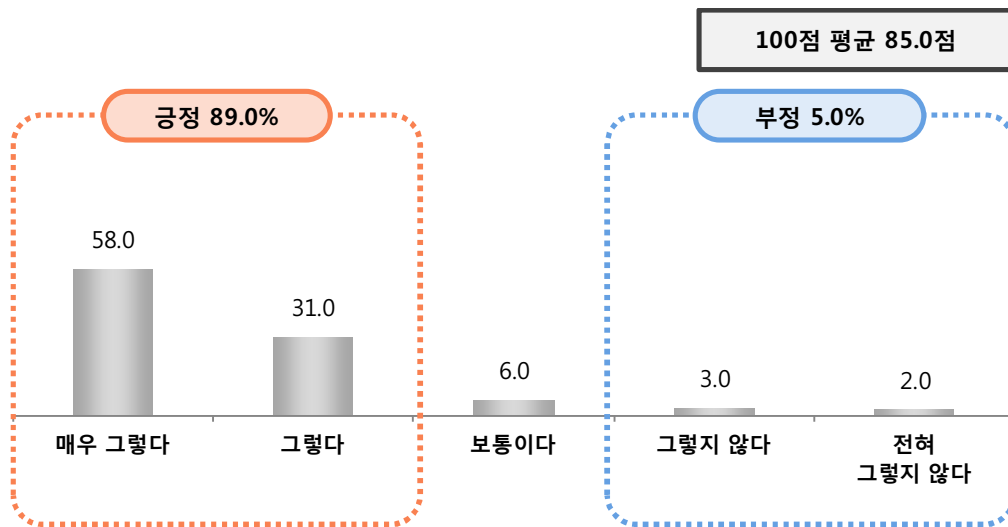 100점 평균 85.0점
긍정 89.0%
부정 5.0%
58.0
31.0
6.0
3.0
2.0
매우 그렇다
그렇다
보통이다
그렇지 않다
전혀
그렇지 않다